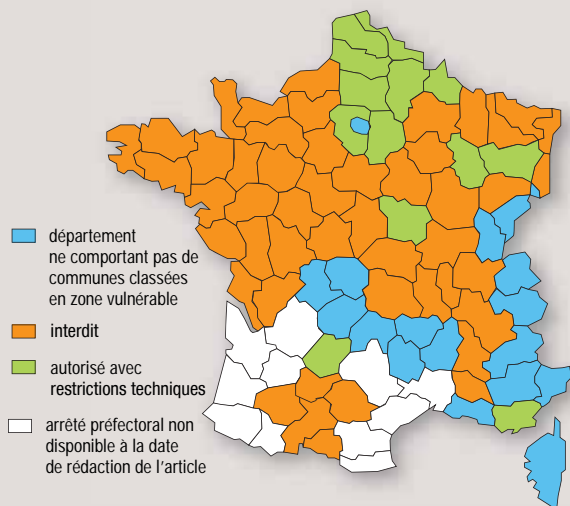 département
ne comportant pas de
communes classées
en zone vulnérable
interdit
autorisé avec
restrictions techniques
arrêté préfectoral non
disponible à la date
de rédaction de l'article